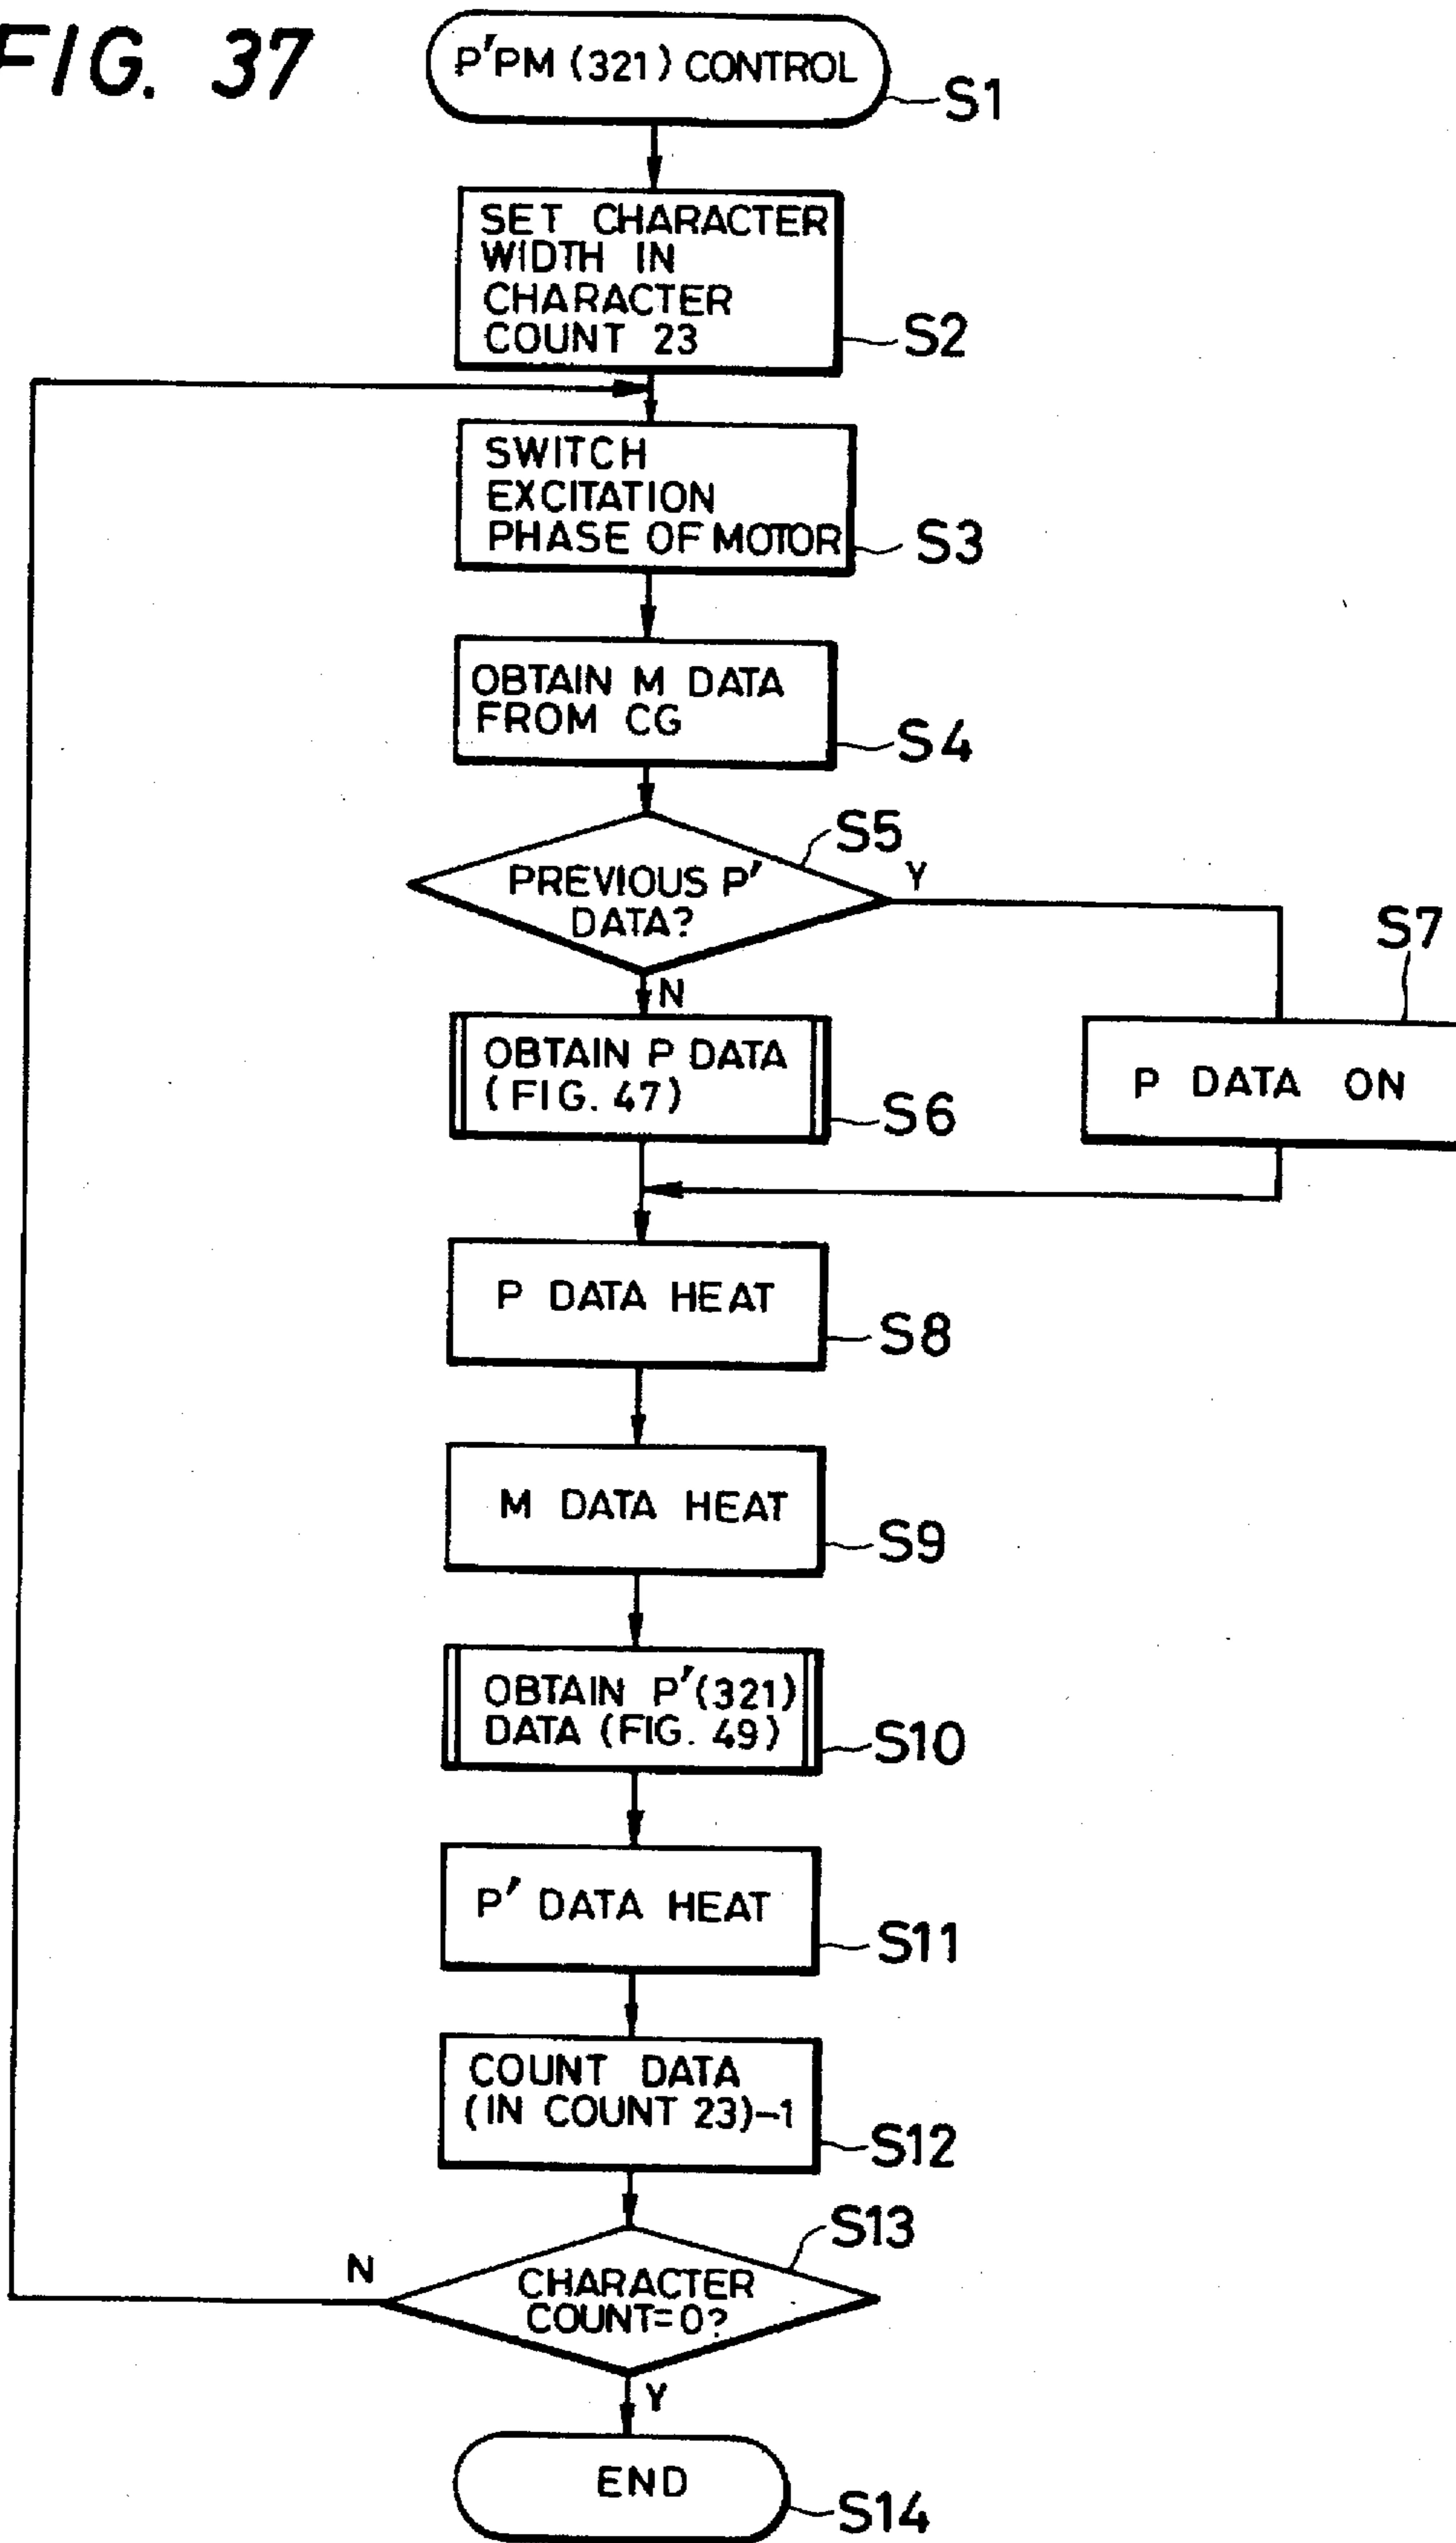 FIG. 37
P'PM (321) CONTROL
S1
SET CHARACTER
WIDTH IN
CHARACTER
COUNT 23
S2
SWITCH
EXCITATION
PHASE OF MOTOR
S3
OBTAIN M DATA
FROM CG
S4
S5
PREVIOUS P'
DATA?
Y
N
S7
P DATA ON
OBTAIN P DATA
(FIG. 47)
S6
P DATA HEAT
S8
M DATA HEAT
S9
OBTAIN P'(321)
DATA (FIG. 49)
S10
P' DATA HEAT
S11
COUNT DATA
(IN COUNT 23)-1
S12
S13
N
CHARACTER
COUNT=0?
Y
END
S14